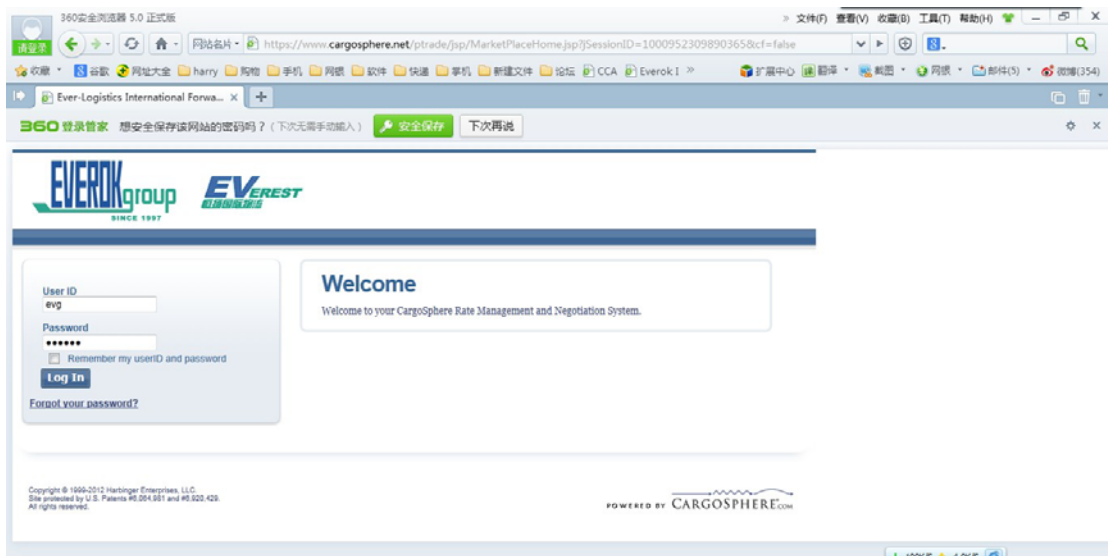 360安全浏览器 5.0 正式版
» 文件(F) 查看(V) 收藏(B) 工具(T) 帮助(H)
请登录 网站名片 https://www.cargosphere.net/ptrade/jsp/MarketPlaceHome.jsp?jSessionID=1000952309890365&cf=false
收藏 谷歌 网址大全 harry 购物 手机 网银 软件 快递 掌机 新建文件 论坛 CCA Everok I » 扩展中心 翻译 截图 网银 邮件(5) 微博(354)
Ever-Logistics International Forwa...
360登录管家 想安全保存该网站的密码吗？(下次无需手动输入) 安全保存 下次再说
EVEROK group
SINCE 1997
EVEREST
User ID
evg
Password
Remember my userID and password
Log In
Forgot your password?
Welcome
Welcome to your CargoSphere Rate Management and Negotiation System.
Copyright © 1999-2012 Harbinger Enterprises, LLC.
Site protected by U.S. Patents #6,064,981 and #6,920,429.
All rights reserved.
POWERED BY CARGOSPHERE.COM